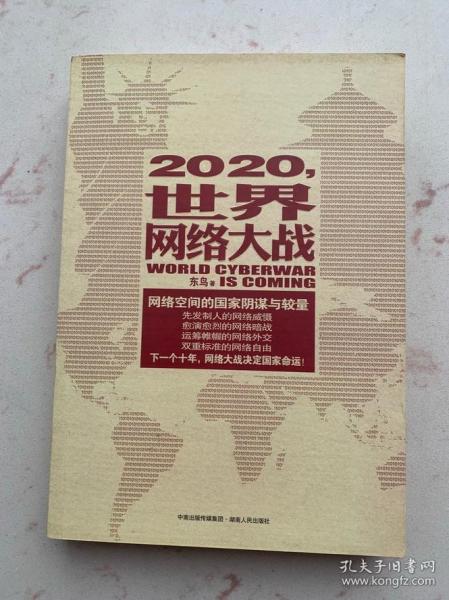 2020,
世界
网络大战
WORLD CYBERWAR
东鸟 著 IS COMING
网络空间的国家阴谋与较量
先发制人的网络威慑
愈演愈烈的网络暗战
运筹帷幄的网络外交
双重标准的网络自由
下一个十年，网络大战决定国家命运！
中南出版传媒集团·湖南人民出版社
孔夫子旧书网
www.kongfz.com